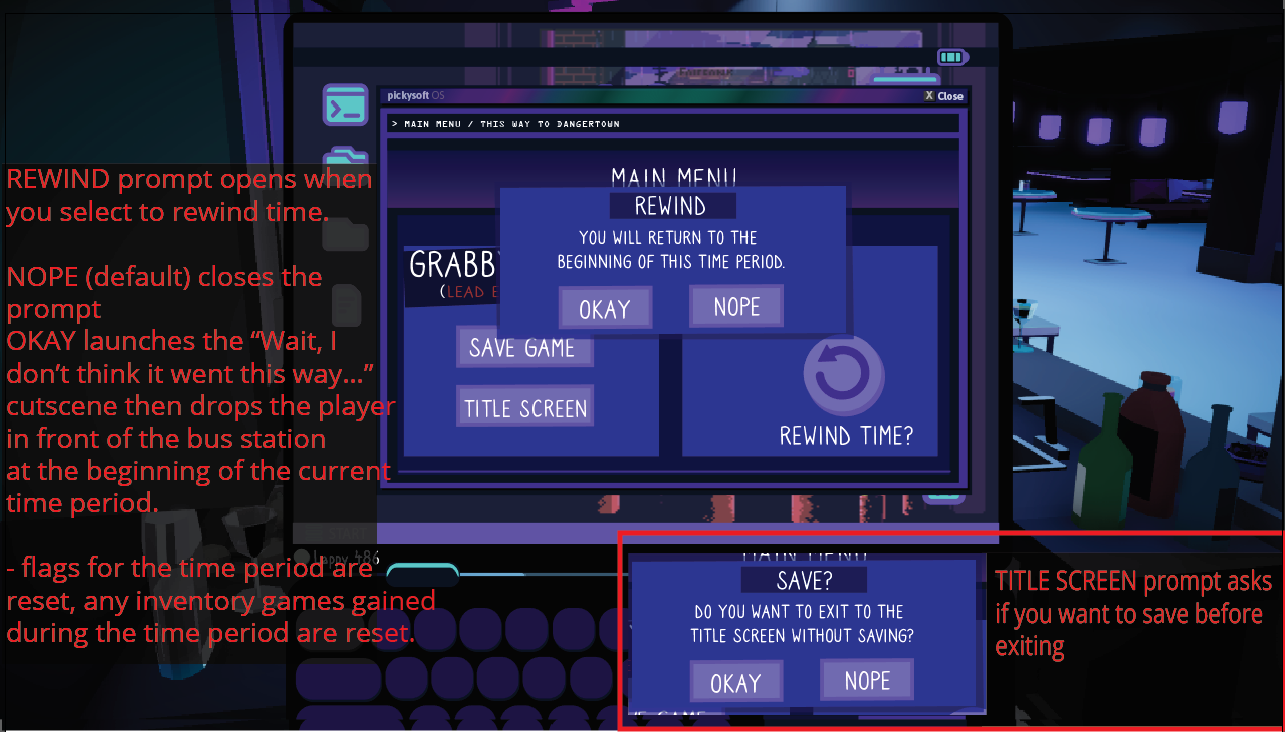 pickysoft OS
X Close
> MAIN MENU / THIS WAY TO DANGERTOWN
MAIN MENU
REWIND
YOU WILL RETURN TO THE
BEGINNING OF THIS TIME PERIOD.
OKAY
NOPE
GRABBY
(LEAD E
SAVE GAME
TITLE SCREEN
REWIND TIME?
REWIND prompt opens when
you select to rewind time.
NOPE (default) closes the
prompt
OKAY launches the “Wait, I
don’t think it went this way...”
cutscene then drops the player
in front of the bus station
at the beginning of the current
time period.
- flags for the time period are
reset, any inventory games gained
during the time period are reset.
Lappy 486
MAIN MENU
SAVE?
DO YOU WANT TO EXIT TO THE
TITLE SCREEN WITHOUT SAVING?
OKAY
NOPE
VE GAME
TITLE SCREEN prompt asks
if you want to save before
exiting